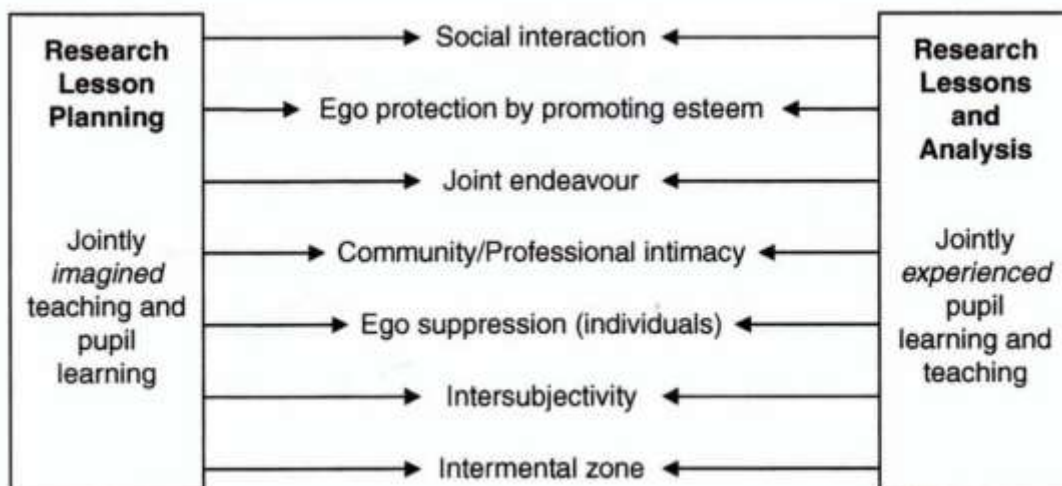 Research
Lesson
Planning
Jointly
imagined
teaching and
pupil
learning
Social interaction
Ego protection by promoting esteem
Joint endeavour
Community/Professional intimacy
Ego suppression (individuals)
Intersubjectivity
Intermental zone
Research
Lessons
and
Analysis
Jointly
experienced
pupil
learning and
teaching